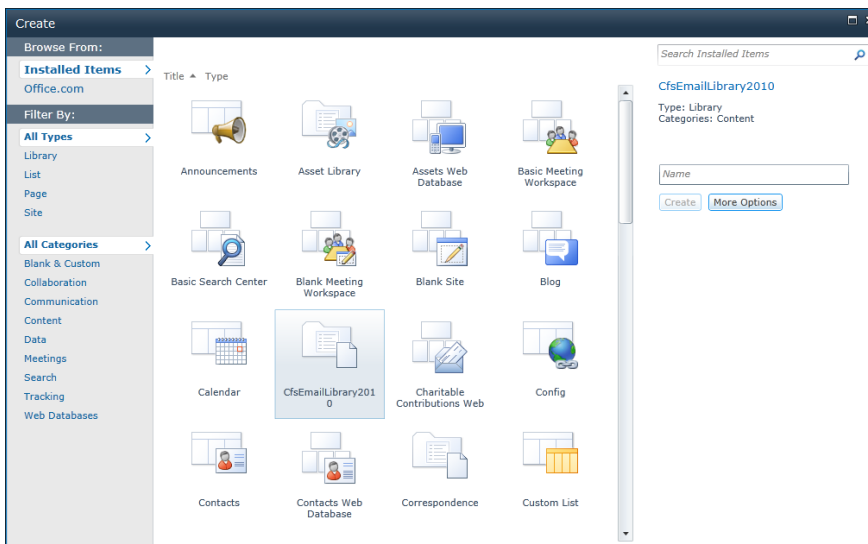 Create
Browse From:
Installed Items
Office.com
Filter By:
All Types
Library
List
Page
Site
All Categories
Blank & Custom
Collaboration
Communication
Content
Data
Meetings
Search
Tracking
Web Databases
Title Type
Announcements
Asset Library
Assets Web
Database
Basic Meeting
Workspace
Basic Search Center
Blank Meeting
Workspace
Blank Site
Blog
Calendar
CfsEmailLibrary201
0
Charitable
Contributions Web
Config
Contacts
Contacts Web
Database
Correspondence
Custom List
Search Installed Items
CfsEmailLibrary2010
Type: Library
Categories: Content
Name
Create More Options